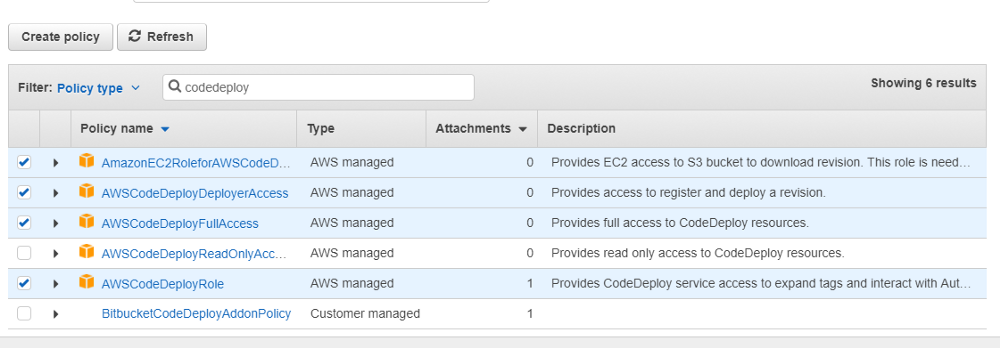 Create policy Refresh
Filter: Policy type codedeploy Showing 6 results
Policy name Type Attachments Description
AmazonEC2RoleforAWSCodeD... AWS managed 0 Provides EC2 access to S3 bucket to download revision. This role is need...
AWSCodeDeployDeployerAccess AWS managed 0 Provides access to register and deploy a revision.
AWSCodeDeployFullAccess AWS managed 0 Provides full access to CodeDeploy resources.
AWSCodeDeployReadOnlyAcc... AWS managed 0 Provides read only access to CodeDeploy resources.
AWSCodeDeployRole AWS managed 1 Provides CodeDeploy service access to expand tags and interact with Aut...
BitbucketCodeDeployAddonPolicy Customer managed 1